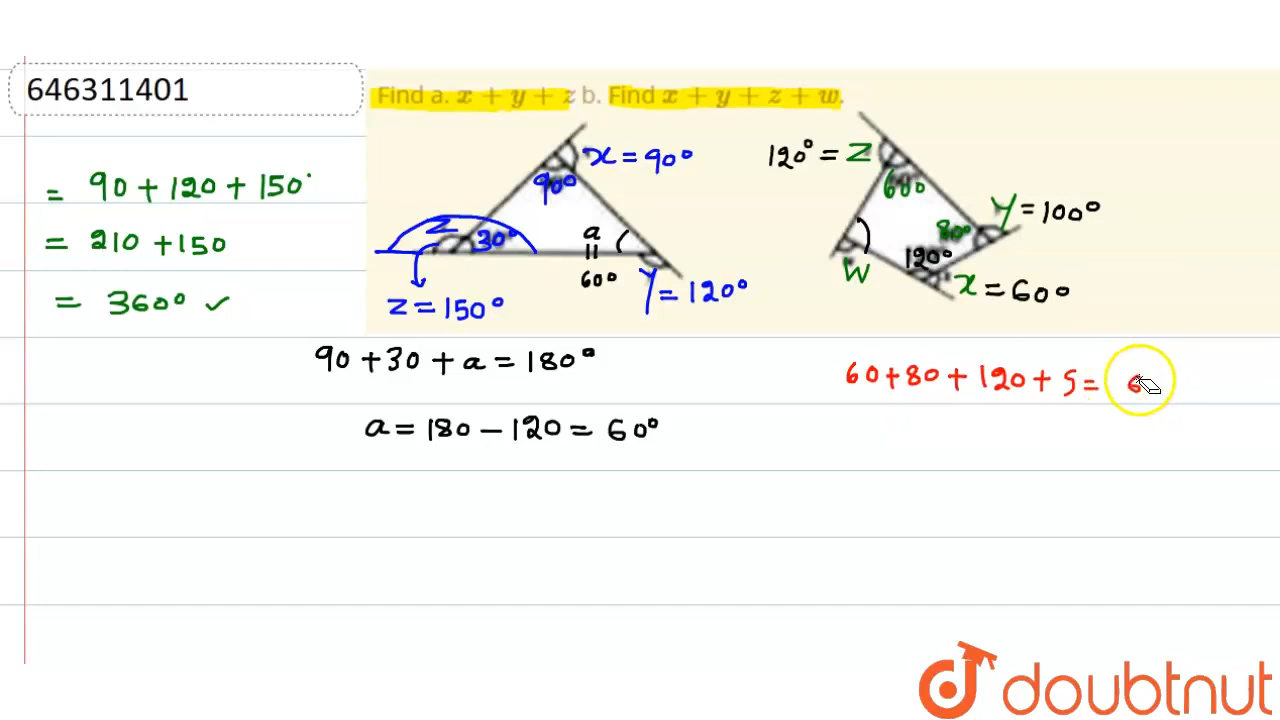 646311401
Find a. x + y + z b. Find x + y + z + w.
= 90 + 120 + 150
= 210 + 150
= 360° ✓
x = 90°
90°
z
30°
a
=
60°
z = 150°
y = 120°
120° = z
60°
80°
y = 100°
120°
w
x = 60°
90 + 30 + a = 180°
a = 180 - 120 = 60°
60 + 80 + 120 + s = 6
doubtnut